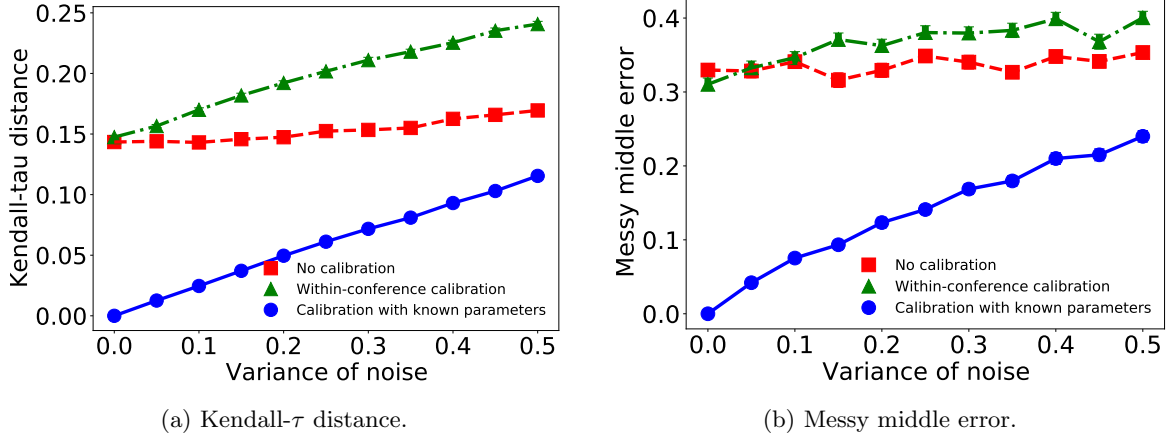 Kendall-tau distance
0.25
0.20
0.15
0.10
0.05
0.00
No calibration
Within-conference calibration
Calibration with known parameters
0.0 0.1 0.2 0.3 0.4 0.5
Variance of noise
(a) Kendall-τ distance.
Messy middle error
0.4
0.3
0.2
0.1
0.0
No calibration
Within-conference calibration
Calibration with known parameters
0.0 0.1 0.2 0.3 0.4 0.5
Variance of noise
(b) Messy middle error.